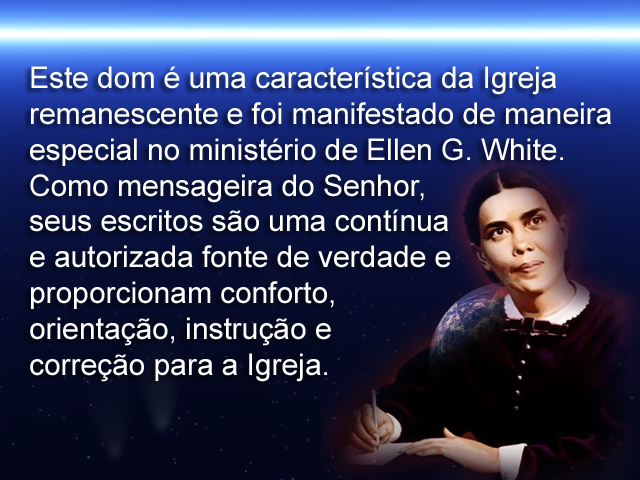 Este dom é uma característica da Igreja
remanescente e foi manifestado de maneira
especial no ministério de Ellen G. White.
Como mensageira do Senhor,
seus escritos são uma contínua
e autorizada fonte de verdade e
proporcionam conforto,
orientação, instrução e
correção para a Igreja.